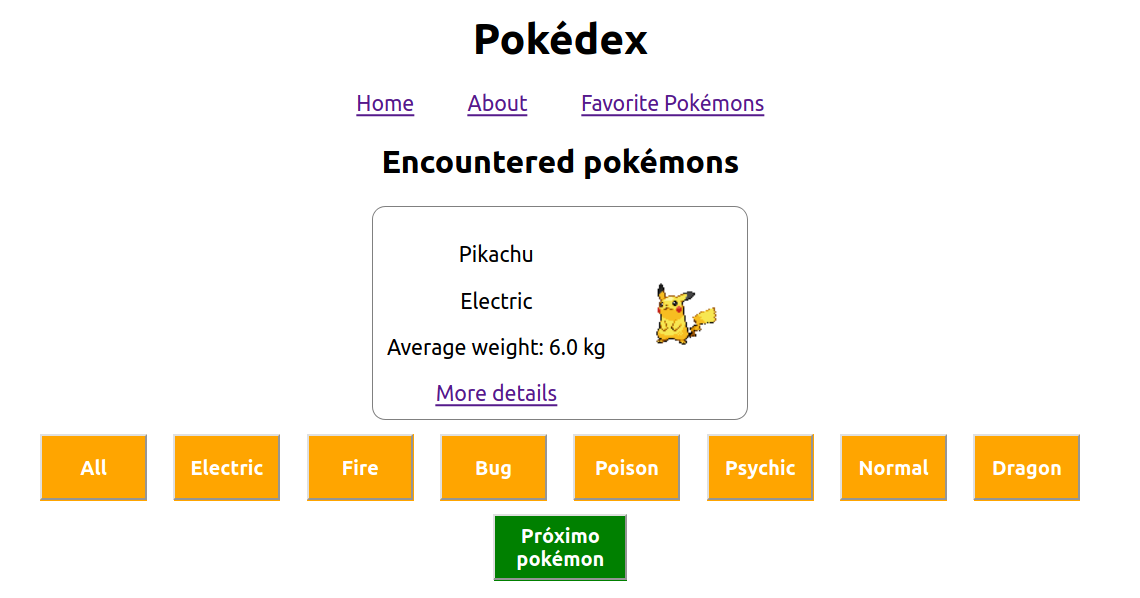 Pokédex
Home About Favorite Pokémons
Encountered pokémons
Pikachu
Electric
Average weight: 6.0 kg
More details
All Electric Fire Bug Poison Psychic Normal Dragon
Próximo
pokémon